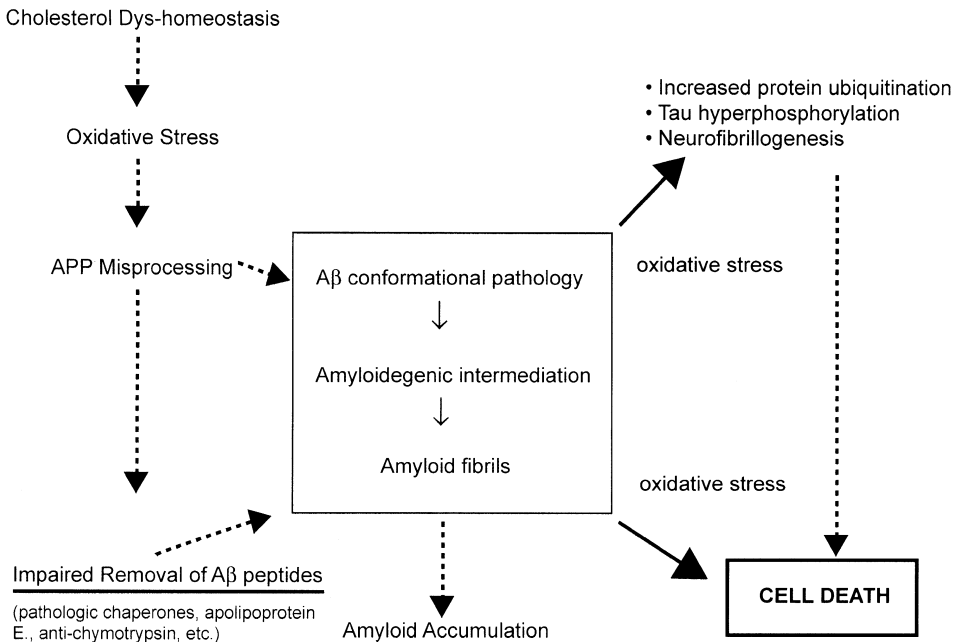 Cholesterol Dys-homeostasis
Oxidative Stress
APP Misprocessing
Impaired Removal of Aβ peptides
(pathologic chaperones, apolipoprotein
E., anti-chymotrypsin, etc.)
Aβ conformational pathology
Amyloidegenic intermediation
Amyloid fibrils
Amyloid Accumulation
• Increased protein ubiquitination
• Tau hyperphosphorylation
• Neurofibrillogenesis
oxidative stress
oxidative stress
CELL DEATH